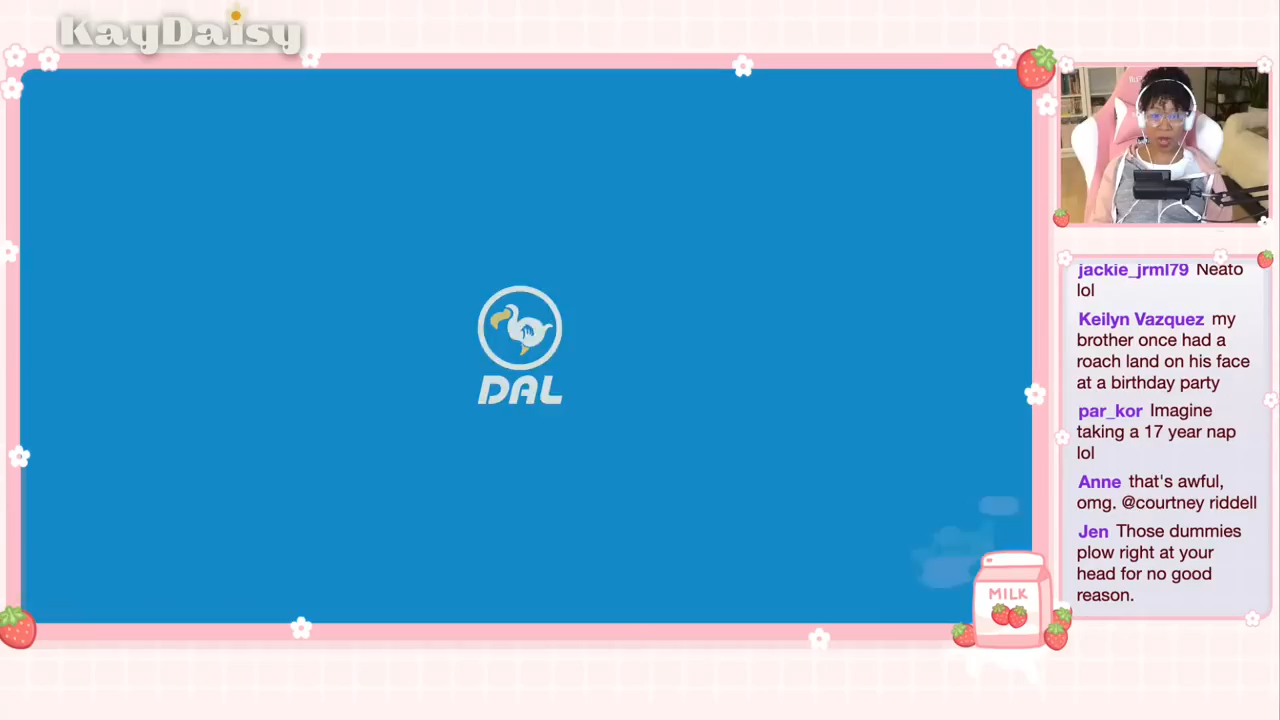 KayDaisy
DAL
MILK
jackie_jrml79 Neato
lol
Keilyn Vazquez my
brother once had a
roach land on his face
at a birthday party
par_kor Imagine
taking a 17 year nap
lol
Anne that's awful,
omg. @courtney riddell
Jen Those dummies
plow right at your
head for no good
reason.